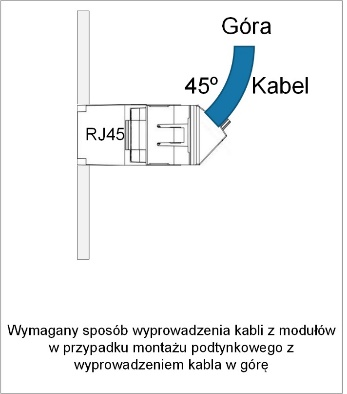 Góra
45º Kabel
RJ45
Wymagany sposób wyprowadzenia kabli z modułów
w przypadku montażu podtynkowego z
wyprowadzeniem kabla w górę